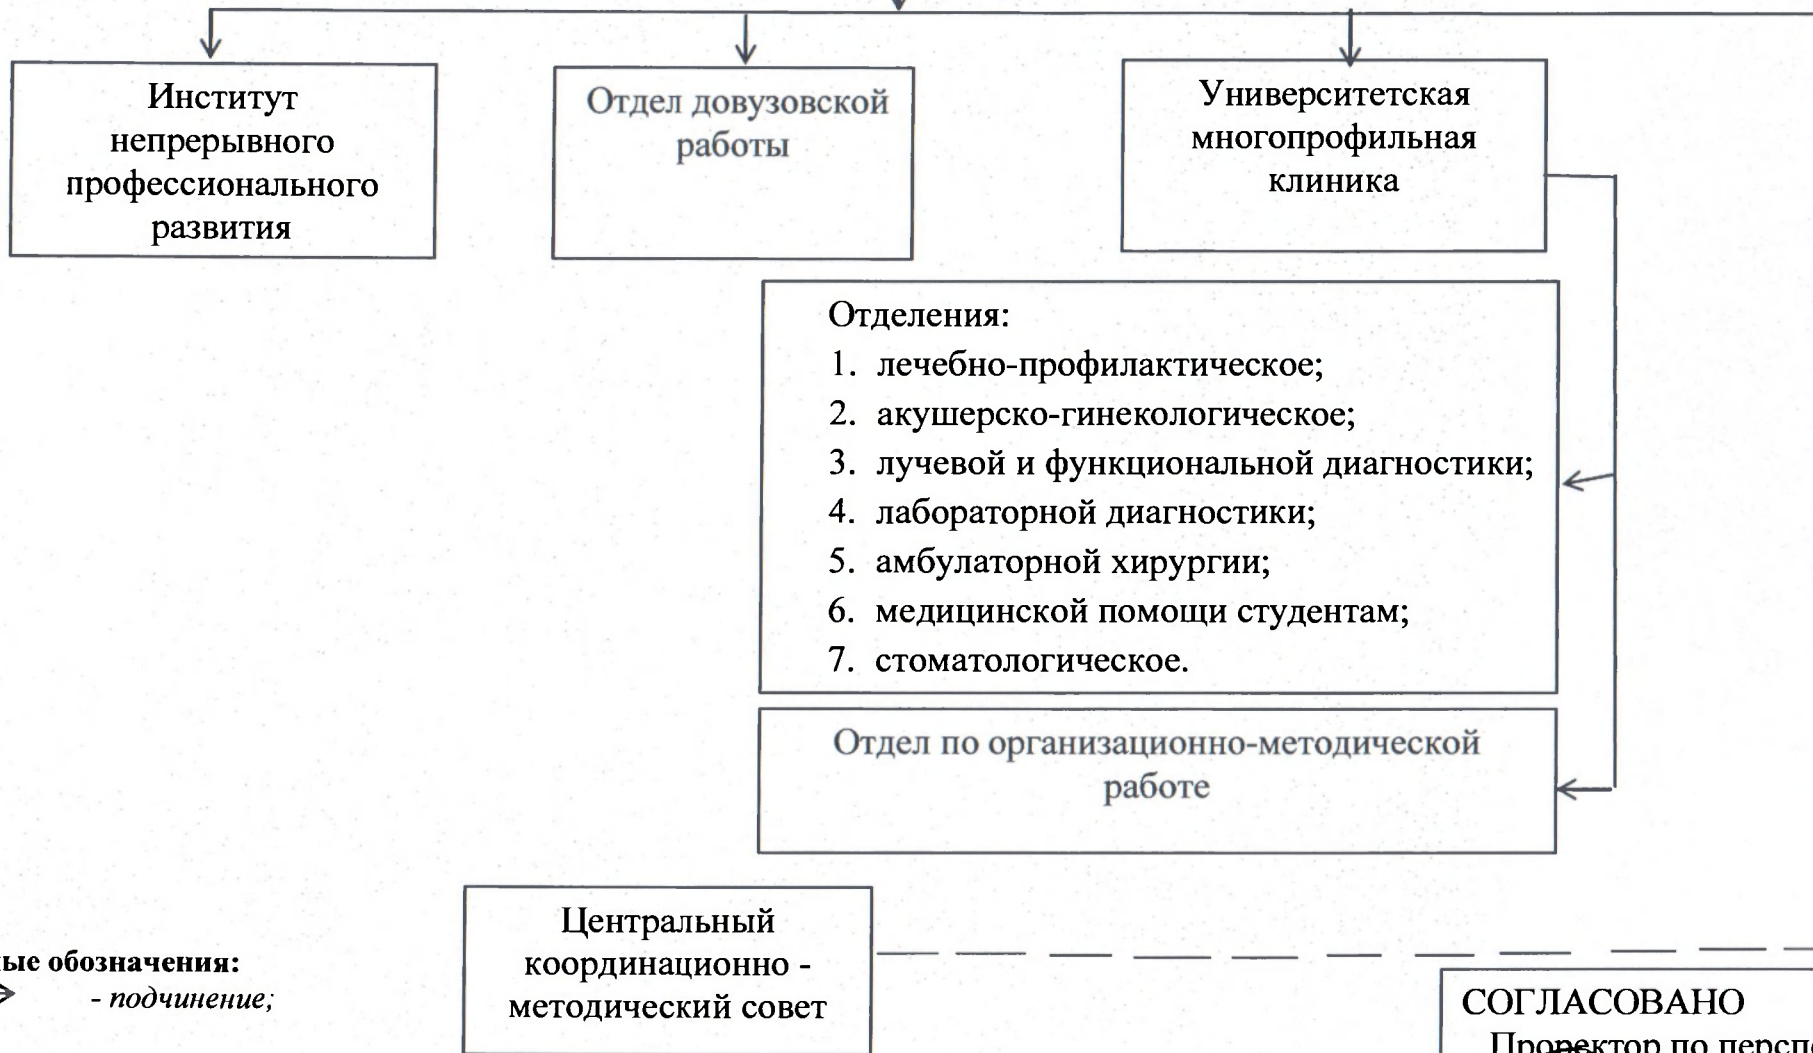 Институт
непрерывного
профессионального
развития
Отдел довузовской
работы
Университетская
многопрофильная
клиника
Отделения:
1. лечебно-профилактическое;
2. акушерско-гинекологическое;
3. лучевой и функциональной диагностики;
4. лабораторной диагностики;
5. амбулаторной хирургии;
6. медицинской помощи студентам;
7. стоматологическое.
Отдел по организационно-методической
работе
Центральный
координационно -
методический совет
обозначения:
- подчинение;
СОГЛАСОВАНО
Проректор по